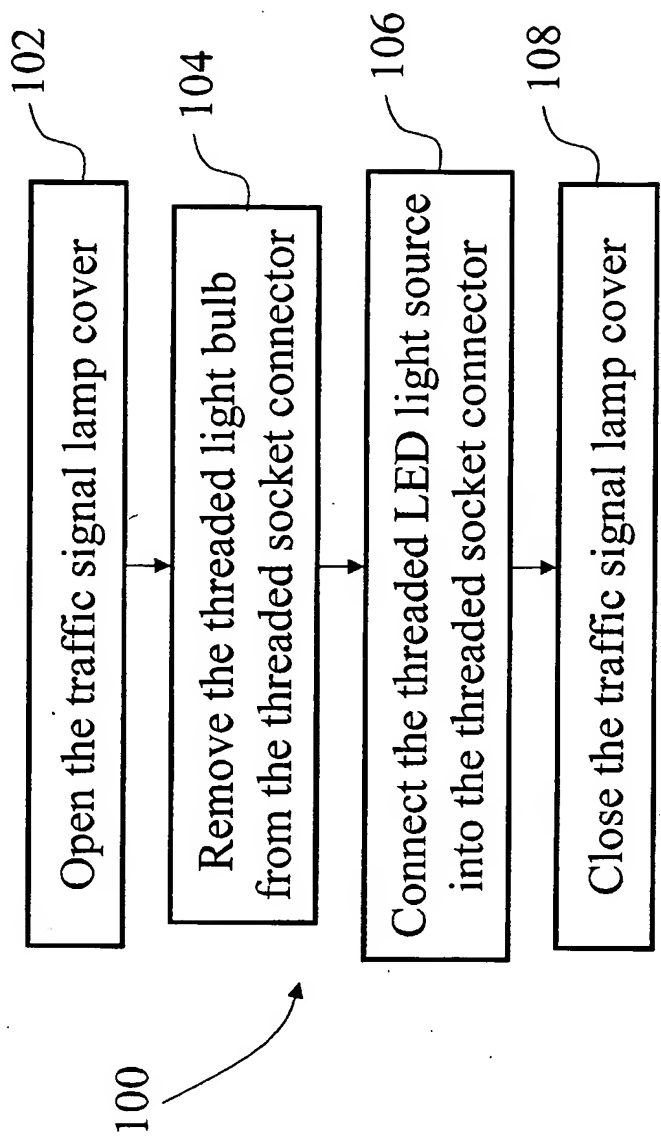 100
Open the traffic signal lamp cover
102
Remove the threaded light bulb
from the threaded socket connector
104
Connect the threaded LED light source
into the threaded socket connector
106
Close the traffic signal lamp cover
108